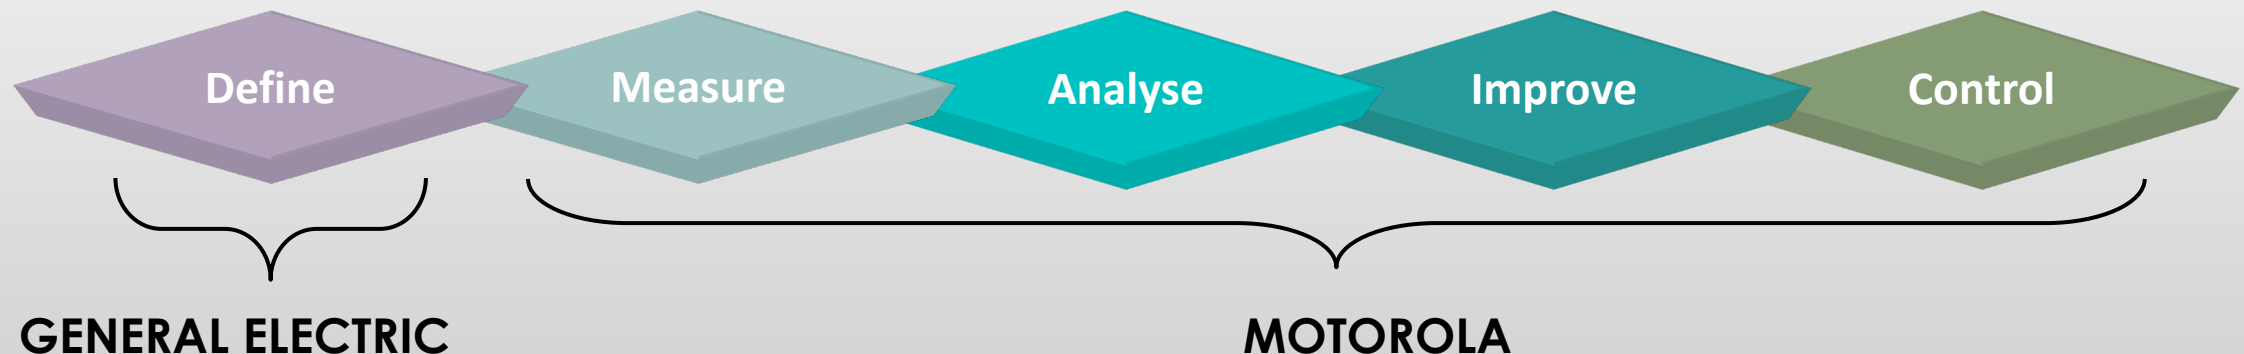 Define
Measure
Analyse
Improve
Control
GENERAL ELECTRIC
MOTOROLA